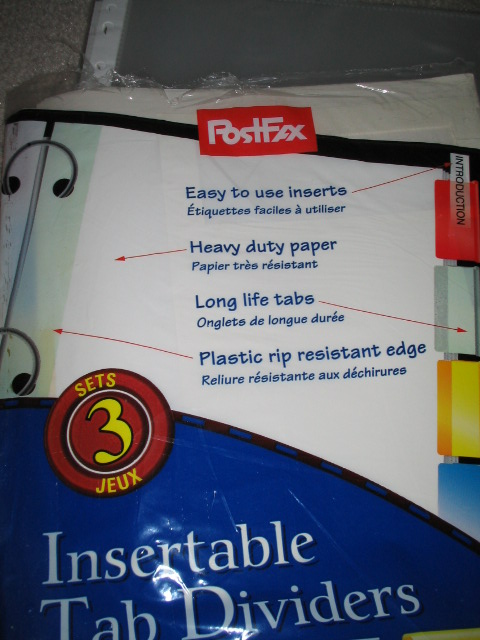 PostFix
INTRODUCTION
Easy to use inserts
Étiquettes faciles à utiliser
Heavy duty paper
Papier très résistant
Long life tabs
Onglets de longue durée
Plastic rip resistant edge
Reliure résistante aux déchirures
SETS
3
JEUX
Insertable
Tab Dividers